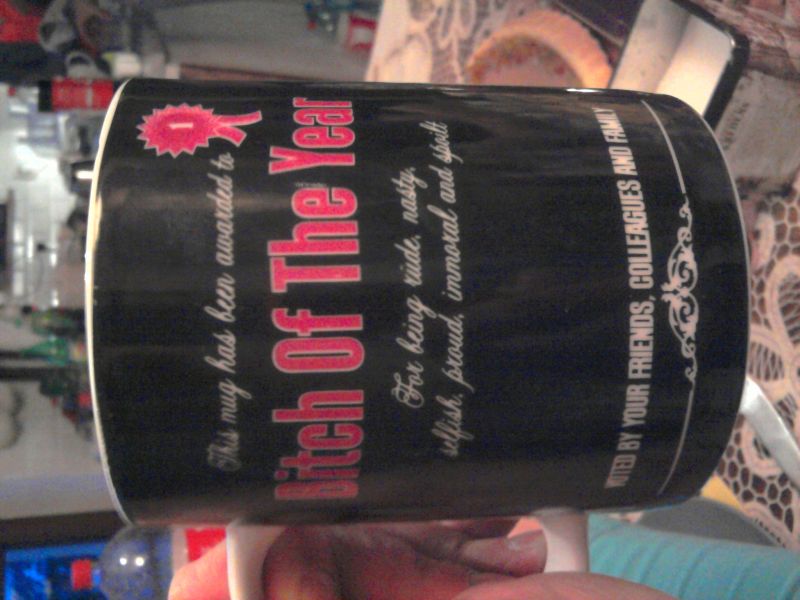 1
This mug has been awarded to
Bitch Of The Year
For being rude, nasty,
selfish, proud, immoral and spoilt
VOTED BY YOUR FRIENDS, COLLEAGUES AND FAMILY